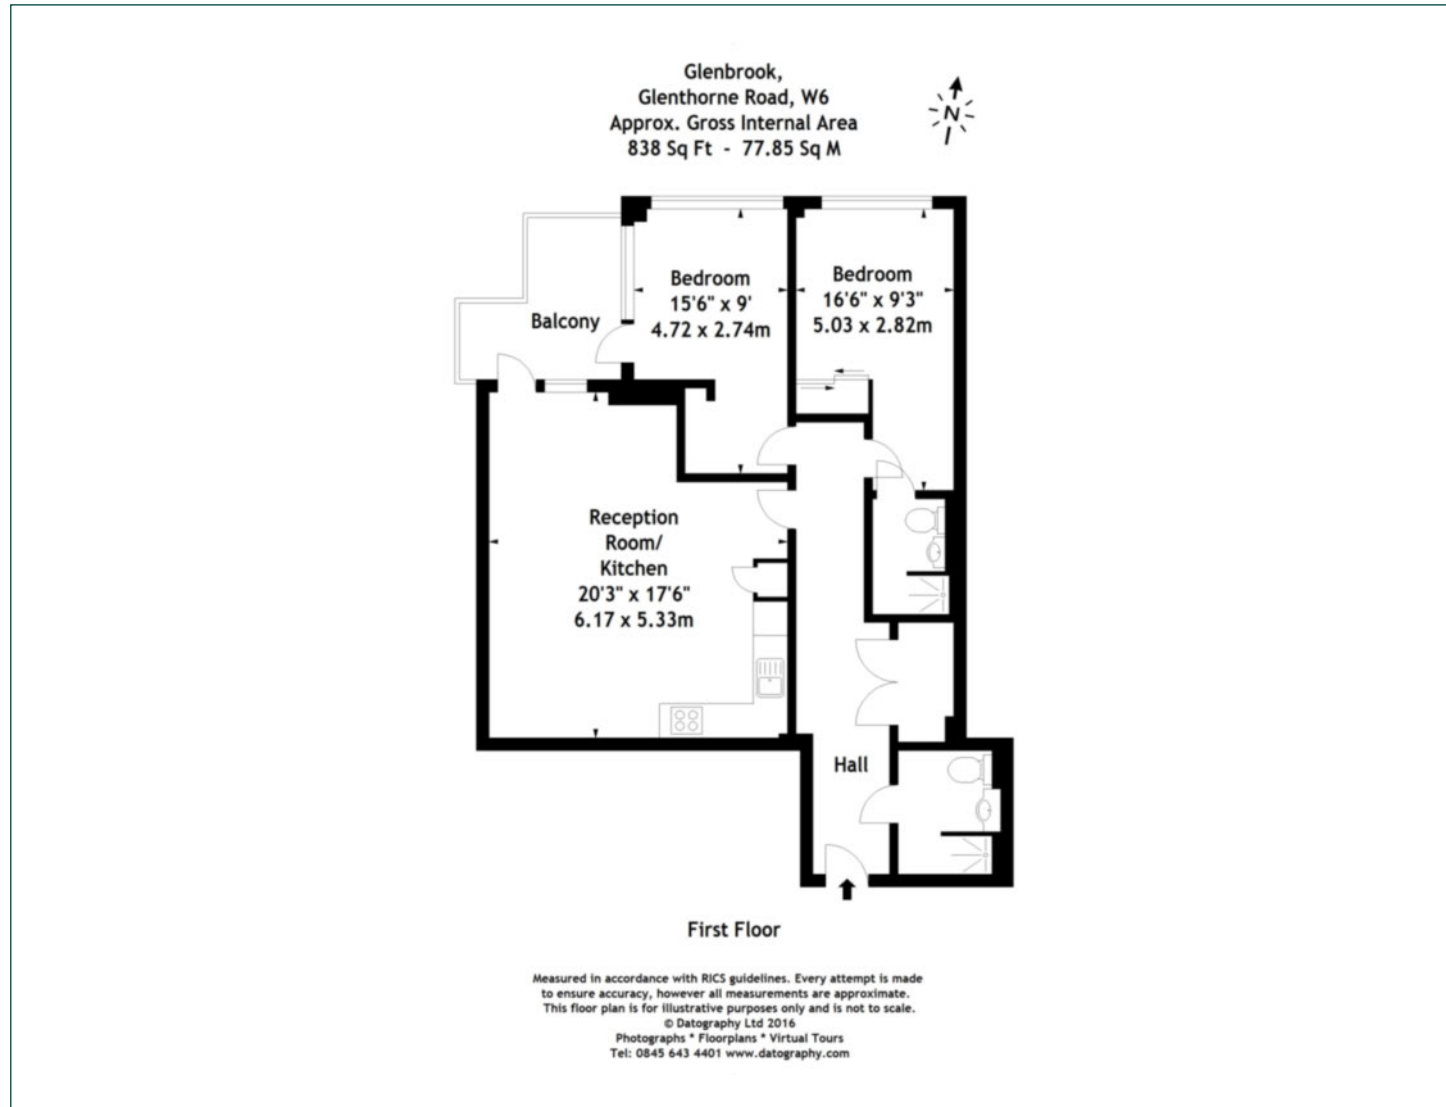 Glenbrook,
Glenthorne Road, W6
Approx. Gross Internal Area
838 Sq Ft - 77.85 Sq M
N
Bedroom
15'6" x 9'
4.72 x 2.74m
Bedroom
16'6" x 9'3"
5.03 x 2.82m
Balcony
Reception
Room/
Kitchen
20'3" x 17'6"
6.17 x 5.33m
Hall
First Floor
Measured in accordance with RICS guidelines. Every attempt is made
to ensure accuracy, however all measurements are approximate.
This floor plan is for illustrative purposes only and is not to scale.
© Datography Ltd 2016
Photographs * Floorplans * Virtual Tours
Tel: 0845 643 4401 www.datography.com